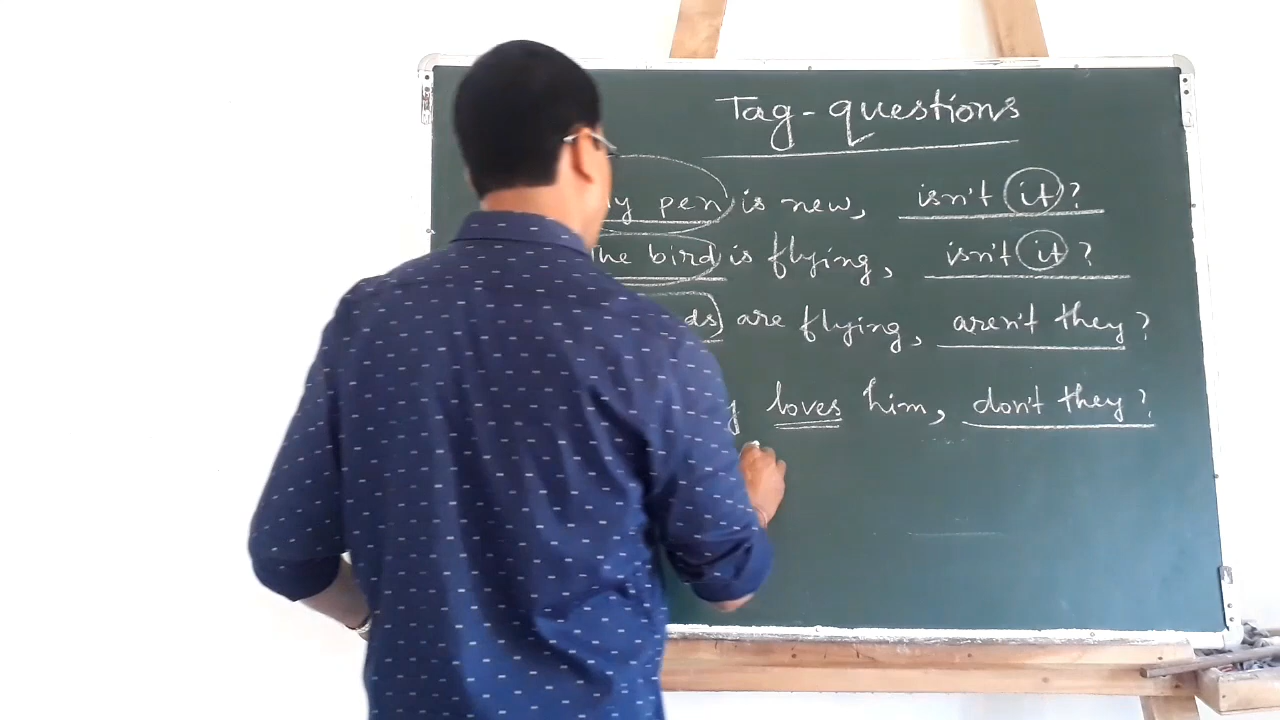 Tag-questions
pen is new, isn't it?
The bird is flying, isn't it?
are flying, aren't they?
loves him, don't they?